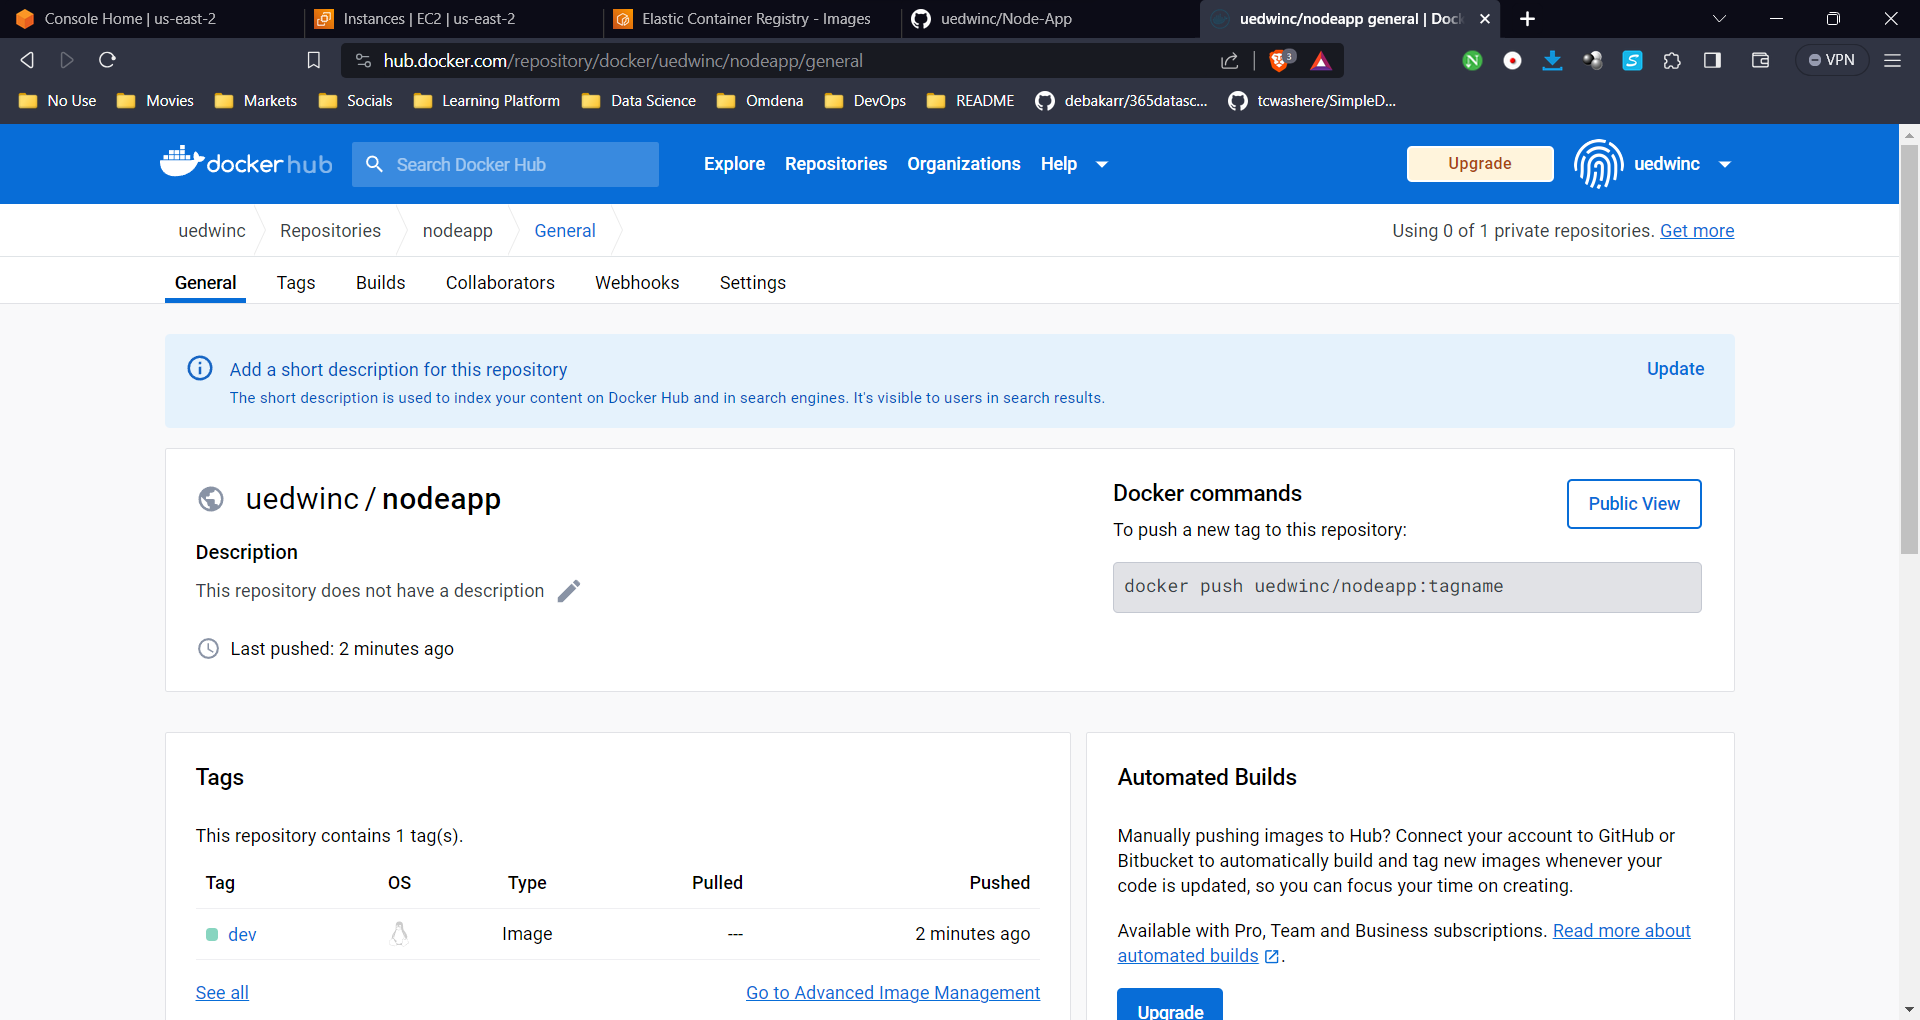 Console Home | us-east-2
Instances | EC2 | us-east-2
Elastic Container Registry - Images
uedwinc/Node-App
uedwinc/nodeapp general | Doc
hub.docker.com/repository/docker/uedwinc/nodeapp/general
3
N
S
VPN
No Use
Movies
Markets
Socials
Learning Platform
Data Science
Omdena
DevOps
README
debakarr/365datasc...
tcwashere/SimpleD...
docker hub
Search Docker Hub
Explore
Repositories
Organizations
Help
Upgrade
uedwinc
uedwinc
Repositories
nodeapp
General
Using 0 of 1 private repositories. Get more
General
Tags
Builds
Collaborators
Webhooks
Settings
Add a short description for this repository
Update
The short description is used to index your content on Docker Hub and in search engines. It's visible to users in search results.
uedwinc / nodeapp
Description
This repository does not have a description
Last pushed: 2 minutes ago
Docker commands
Public View
To push a new tag to this repository:
docker push uedwinc/nodeapp:tagname
Tags
This repository contains 1 tag(s).
Tag OS Type Pulled Pushed
dev Image --- 2 minutes ago
See all
Go to Advanced Image Management
Automated Builds
Manually pushing images to Hub? Connect your account to GitHub or
Bitbucket to automatically build and tag new images whenever your
code is updated, so you can focus your time on creating.
Available with Pro, Team and Business subscriptions. Read more about
automated builds .
Upgrade